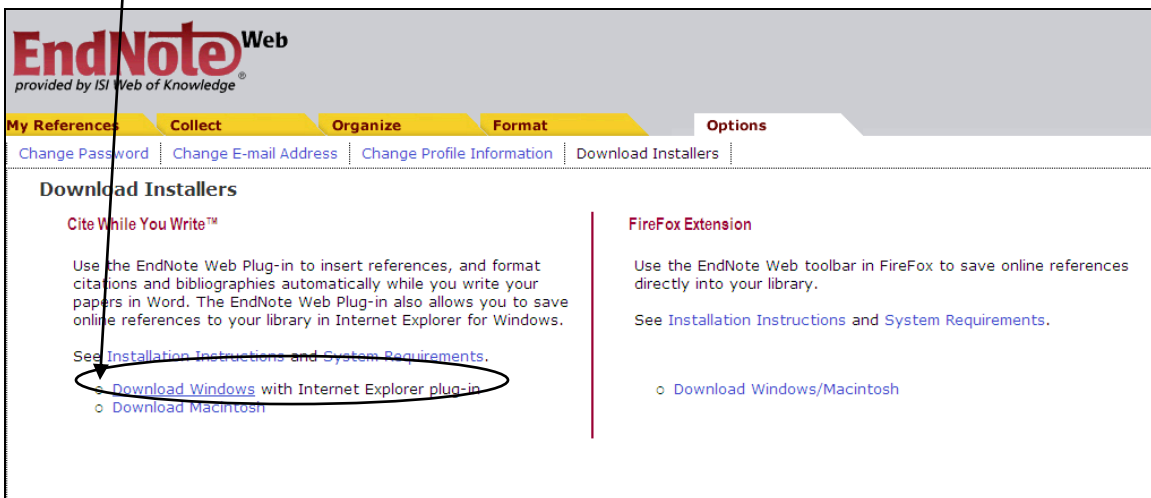 EndNote Web
provided by ISI Web of Knowledge®
My References Collect Organize Format Options
Change Password Change E-mail Address Change Profile Information Download Installers
Download Installers
Cite While You Write™
Use the EndNote Web Plug-in to insert references, and format
citations and bibliographies automatically while you write your
papers in Word. The EndNote Web Plug-in also allows you to save
online references to your library in Internet Explorer for Windows.
See Installation Instructions and System Requirements.
o Download Windows with Internet Explorer plug-in
o Download Macintosh
FireFox Extension
Use the EndNote Web toolbar in FireFox to save online references
directly into your library.
See Installation Instructions and System Requirements.
o Download Windows/Macintosh